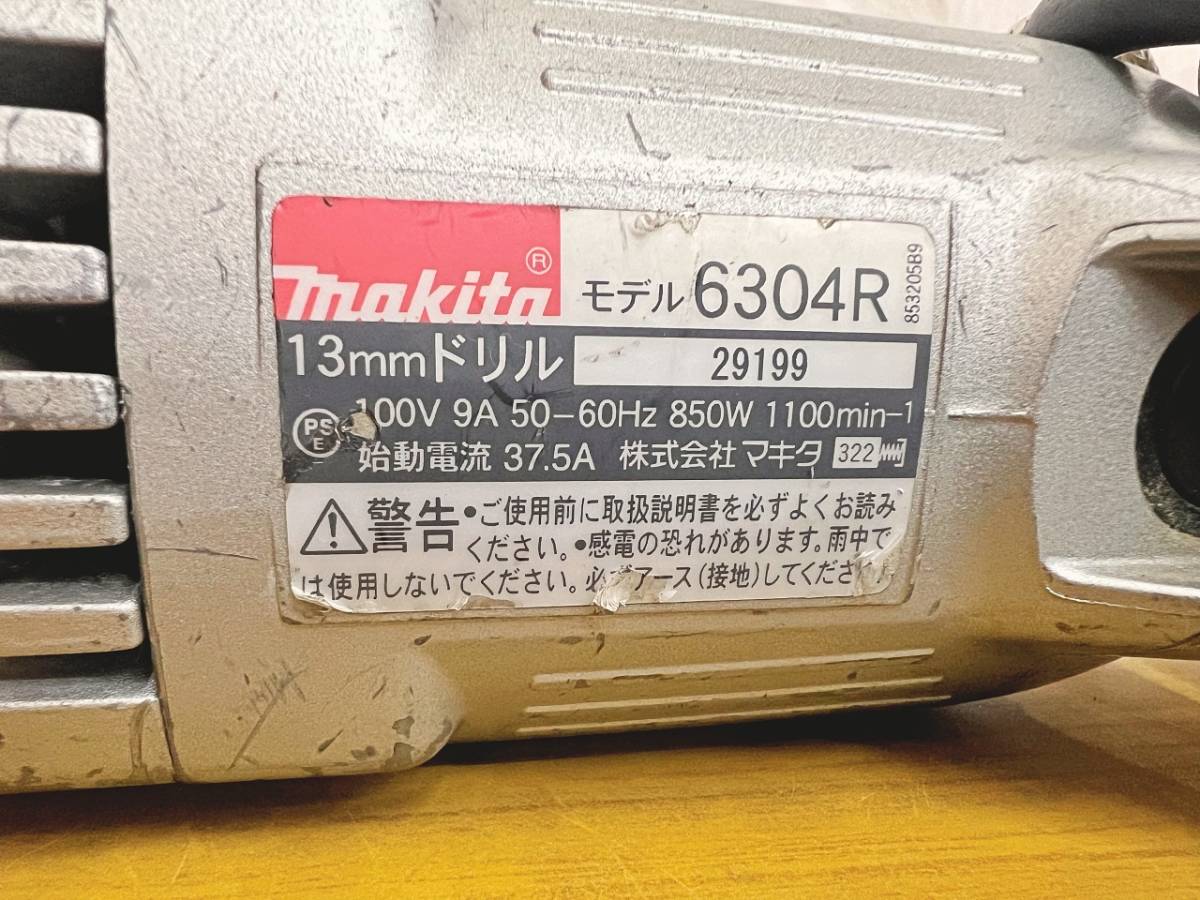 makita®
モデル 6304R
853205B9
13mmドリル 29199
PSE
100V 9A 50-60Hz 850W 1100min-1
始動電流 37.5A 株式会社 マキタ 322
警告 •ご使用前に取扱説明書を必ずよくお読み
ください。•感電の恐れがあります。雨中で
は使用しないでください。必ずアース(接地)してください。